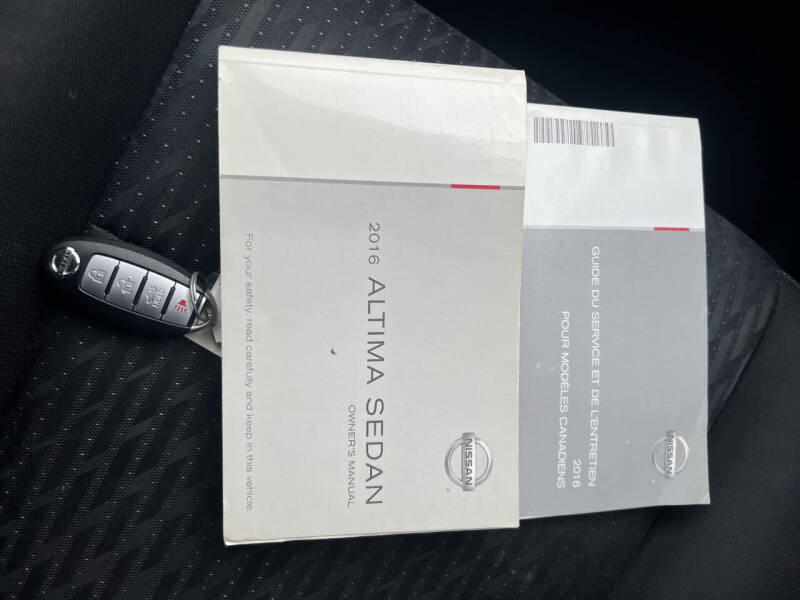 2016 ALTIMA SEDAN
OWNER'S MANUAL
For your safety, read carefully and keep in this vehicle.
NISSAN
GUIDE DU SERVICE ET DE L'ENTRETIEN
2016
POUR MODÈLES CANADIENS
NISSAN